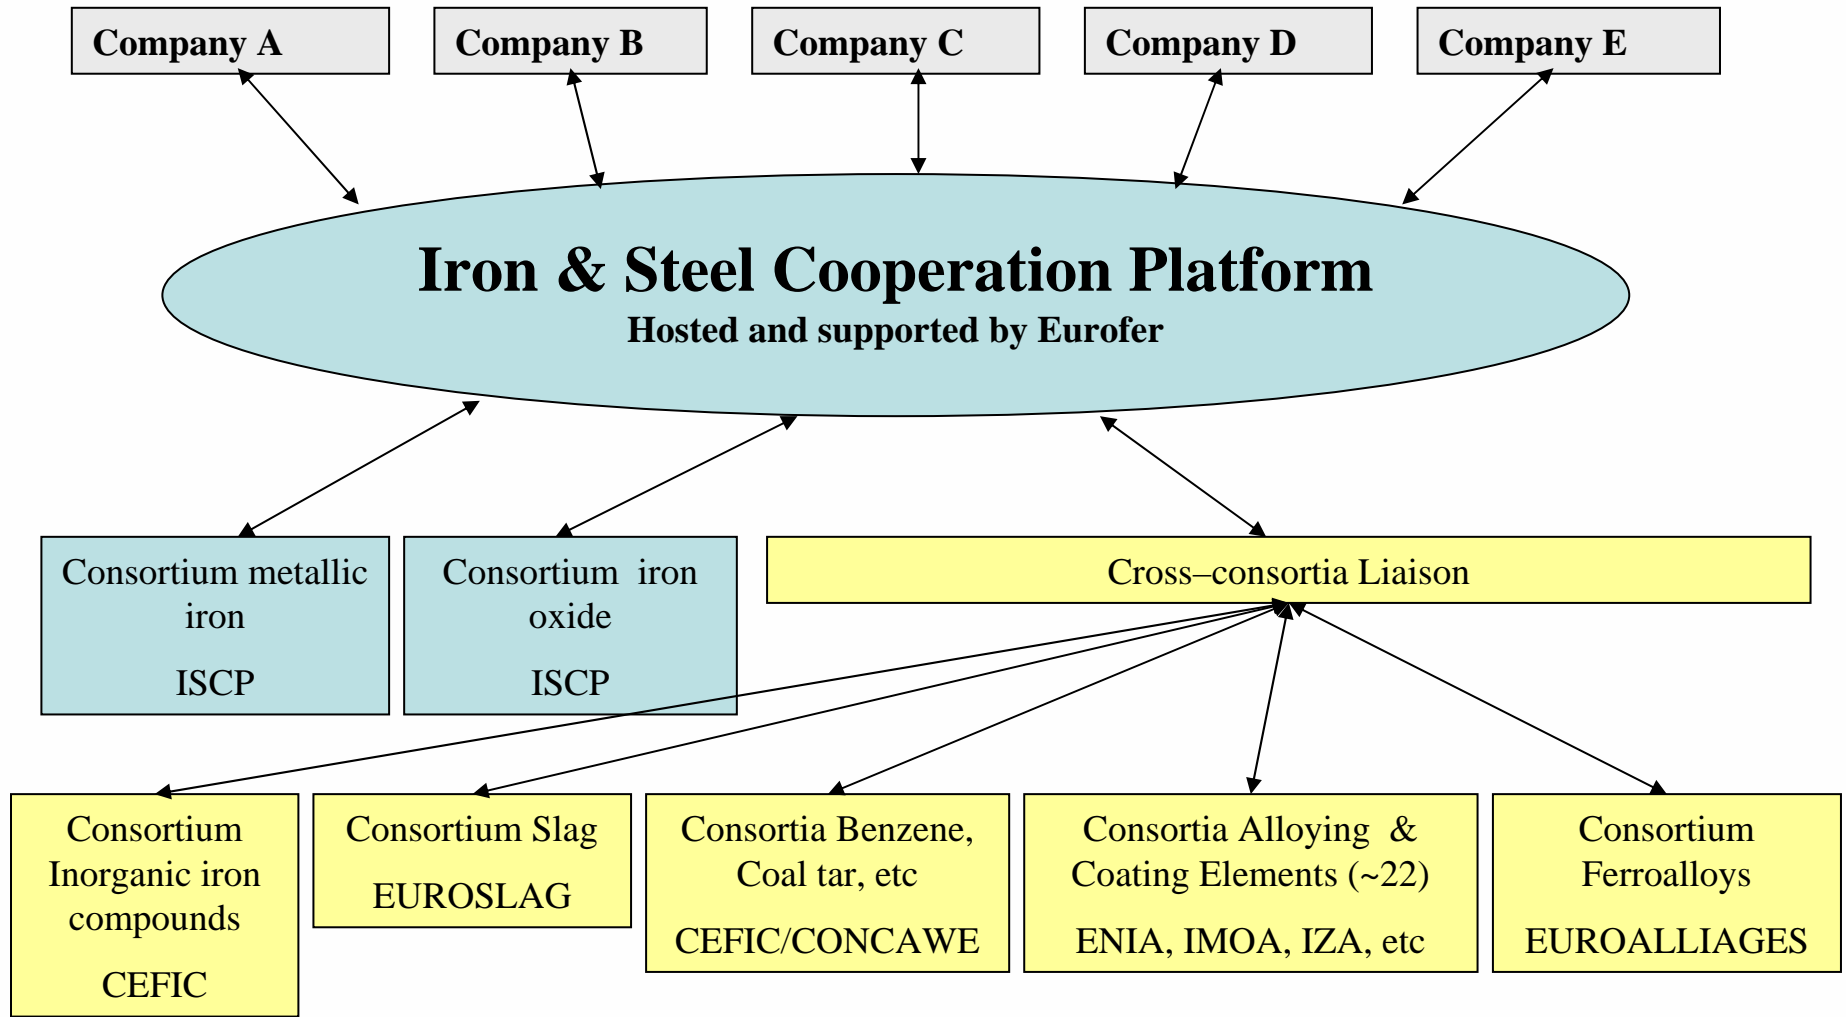 Company A
Company B
Company C
Company D
Company E
Iron & Steel Cooperation Platform
Hosted and supported by Eurofer
Consortium metallic
iron
ISCP
Consortium iron
oxide
ISCP
Cross–consortia Liaison
Consortium
Inorganic iron
compounds
CEFIC
Consortium Slag
EUROSLAG
Consortia Benzene,
Coal tar, etc
CEFIC/CONCAWE
Consortia Alloying &
Coating Elements (~22)
ENIA, IMOA, IZA, etc
Consortium
Ferroalloys
EUROALLIAGES